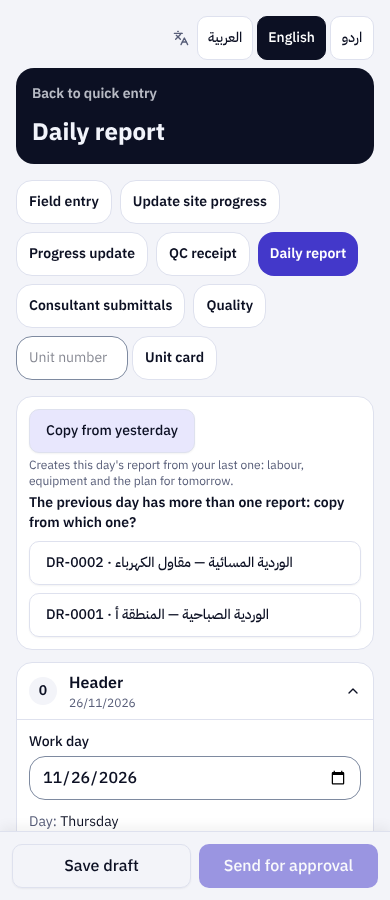 العربية
English
اردو
Back to quick entry
Daily report
Field entry
Update site progress
Progress update
QC receipt
Daily report
Consultant submittals
Quality
Unit number
Unit card
Copy from yesterday
Creates this day's report from your last one: labour,
equipment and the plan for tomorrow.
The previous day has more than one report: copy
from which one?
DR-0002 · الوردية المسائية — مقاول الكهرباء
DR-0001 · الوردية الصباحية — المنطقة أ
0
Header
26/11/2026
Work day
11/26/2026
Day: Thursday
Save draft
Send for approval